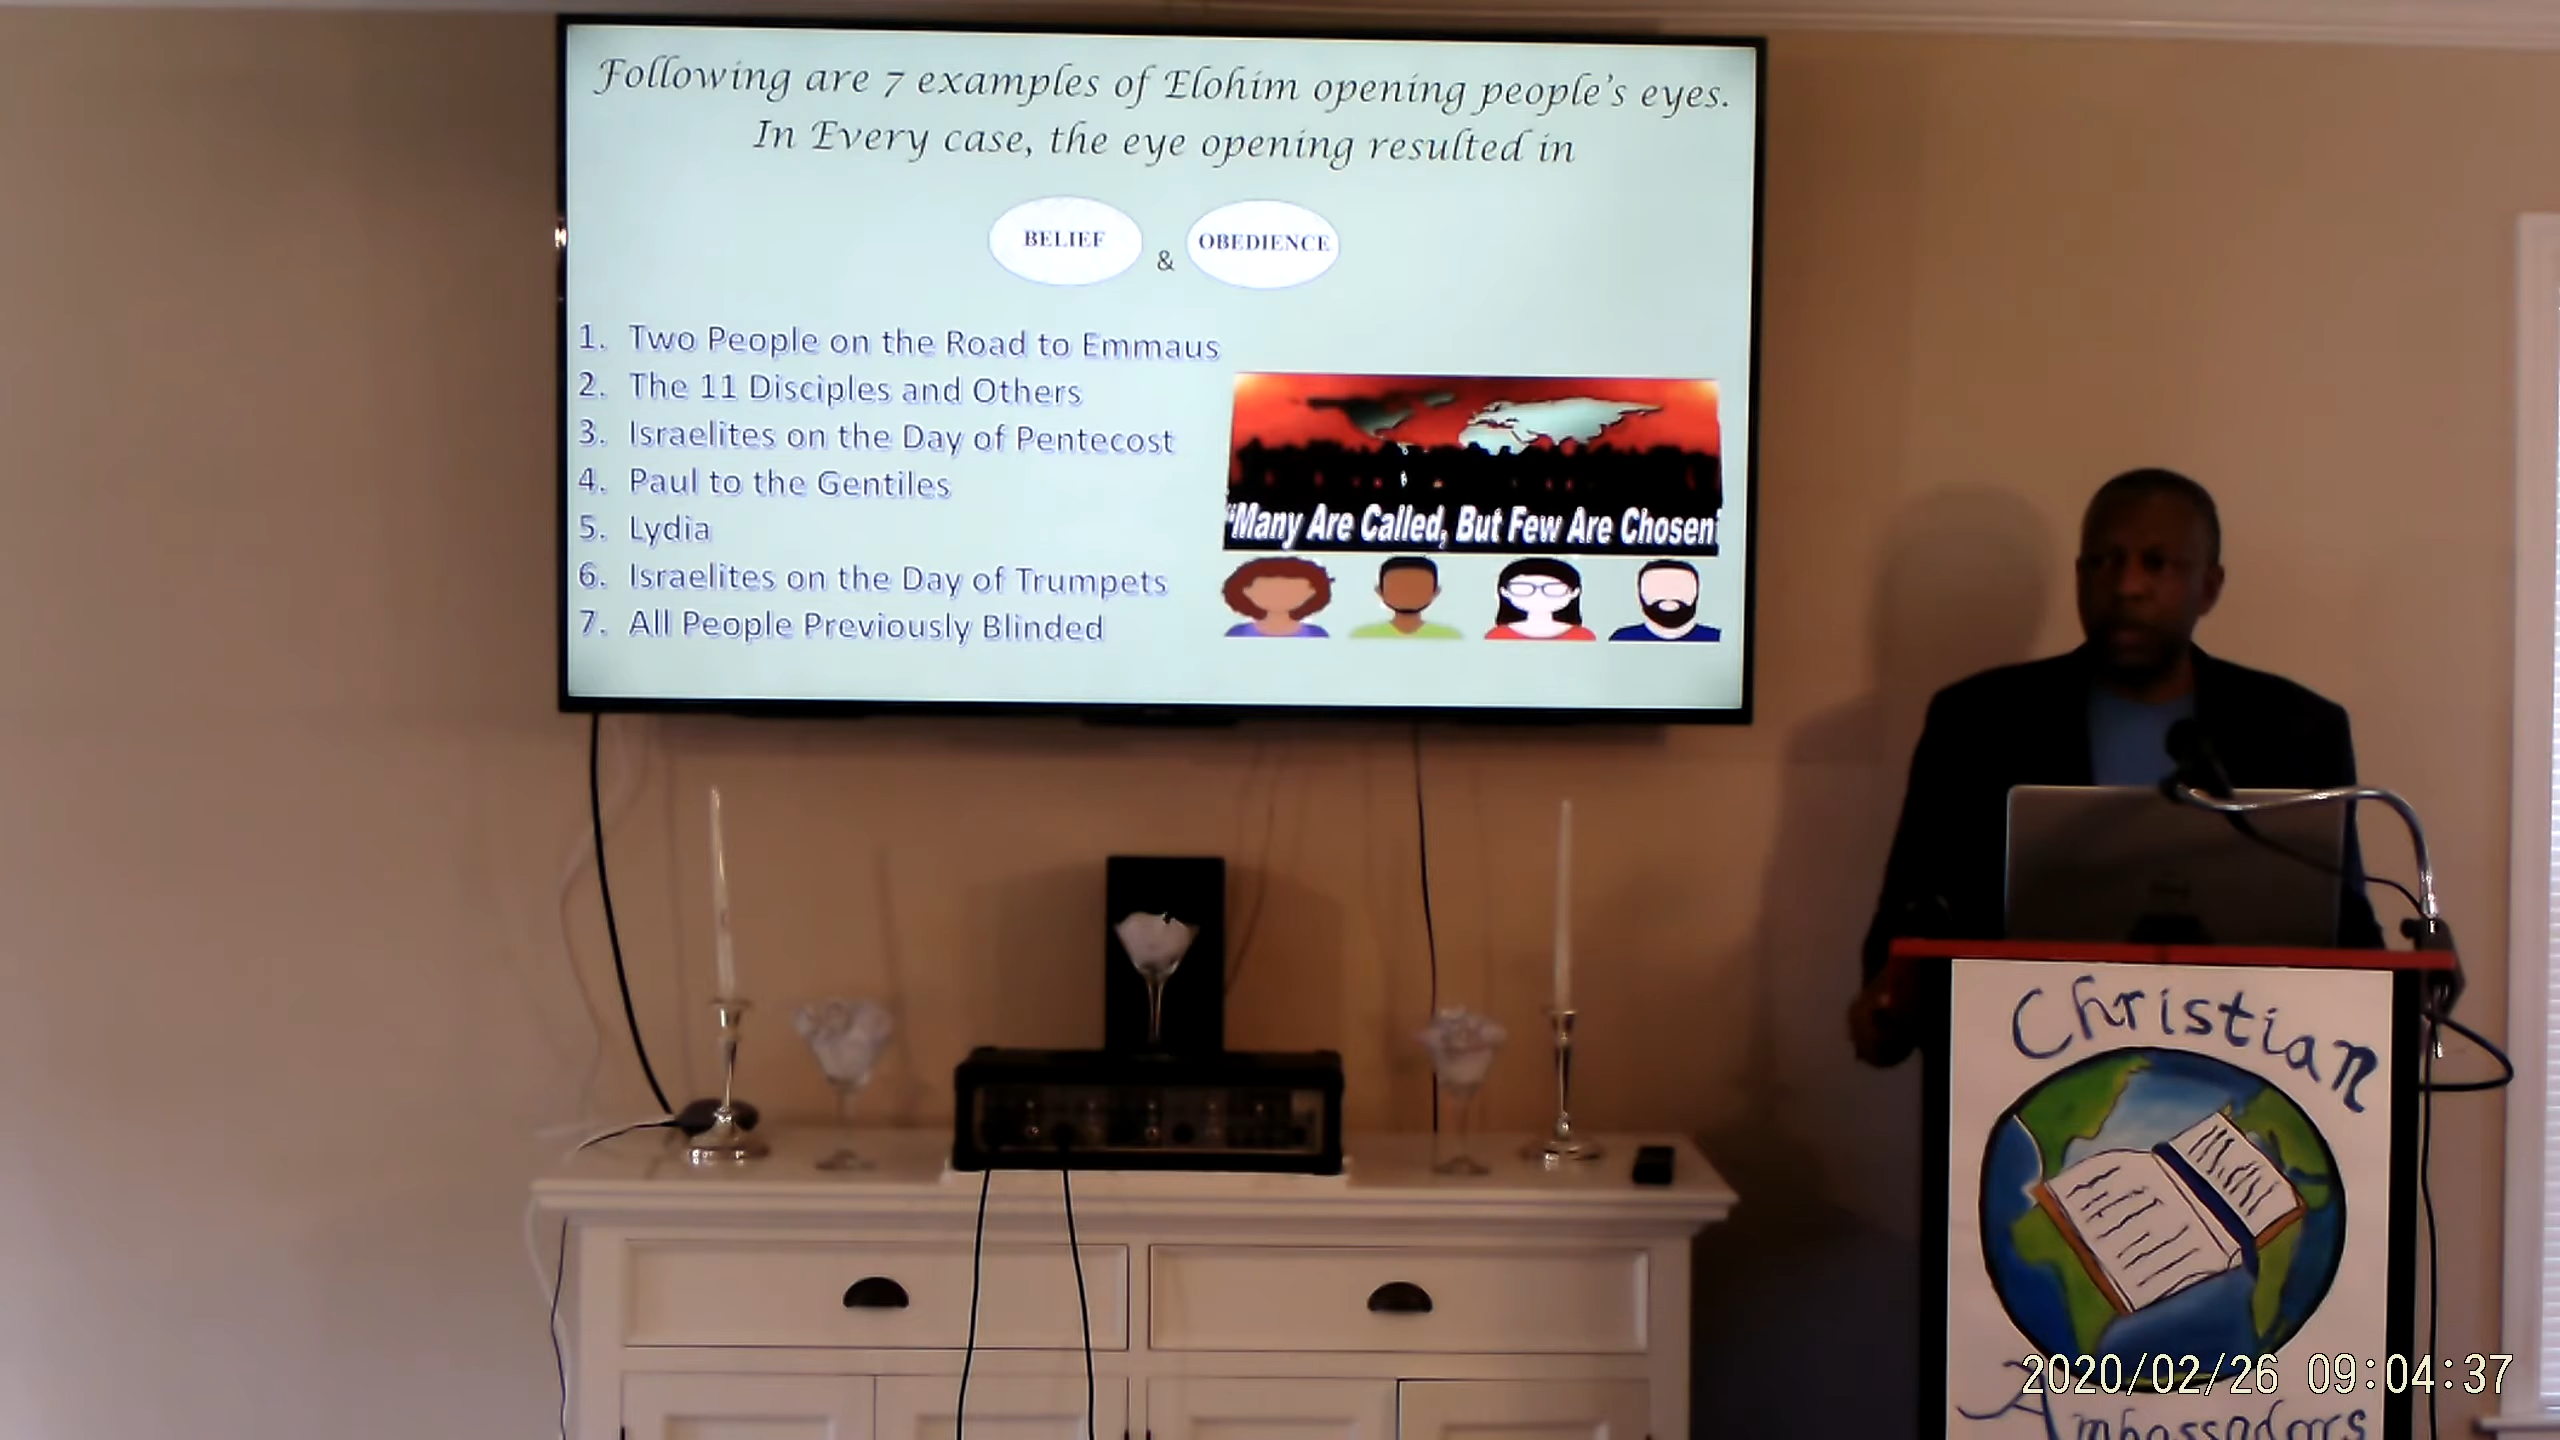 Following are 7 examples of Elohim opening people's eyes.
In Every case, the eye opening resulted in
BELIEF
&
OBEDIENCE
1. Two People on the Road to Emmaus
2. The 11 Disciples and Others
3. Israelites on the Day of Pentecost
4. Paul to the Gentiles
5. Lydia
6. Israelites on the Day of Trumpets
7. All People Previously Blinded
"Many Are Called, But Few Are Chosen"
Christian
Ambassadors
2020/02/26 09:04:37